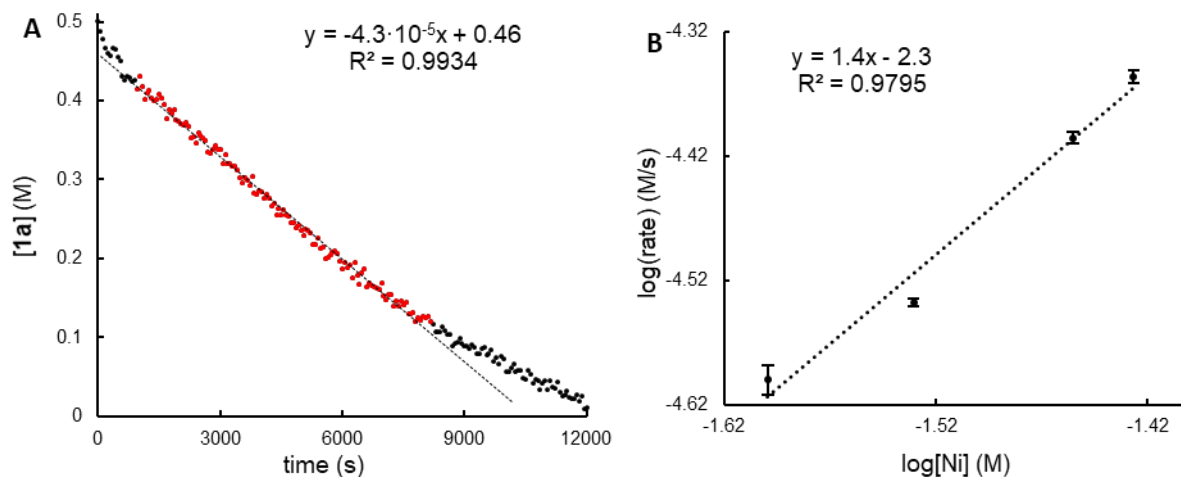 A
y = -4.3·10⁻⁵x + 0.46
R² = 0.9934
[1a] (M)
0.5
0.4
0.3
0.2
0.1
0
0 3000 6000 9000 12000
time (s)
B
y = 1.4x - 2.3
R² = 0.9795
log(rate) (M/s)
-4.32
-4.42
-4.52
-4.62
-1.62 -1.52 -1.42
log[Ni] (M)